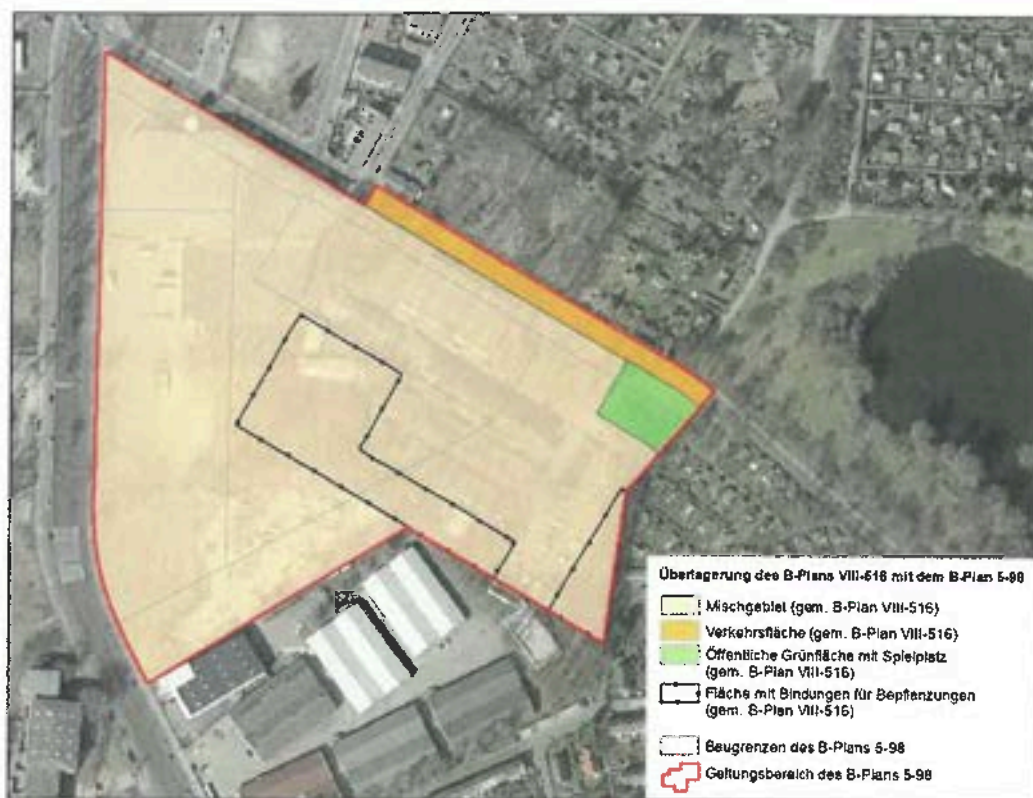 Überlagerung des B-Plans VIII-516 mit dem B-Plan 5-98
Mischgebiet (gem. B-Plan VIII-516)
Verkehrsfläche (gem. B-Plan VIII-516)
Öffentliche Grünfläche mit Spielplatz
(gem. B-Plan VIII-516)
Fläche mit Bindungen für Bepflanzungen
(gem. B-Plan VIII-516)
Baugrenzen des B-Plans 5-98
Geltungsbereich des B-Plans 5-98